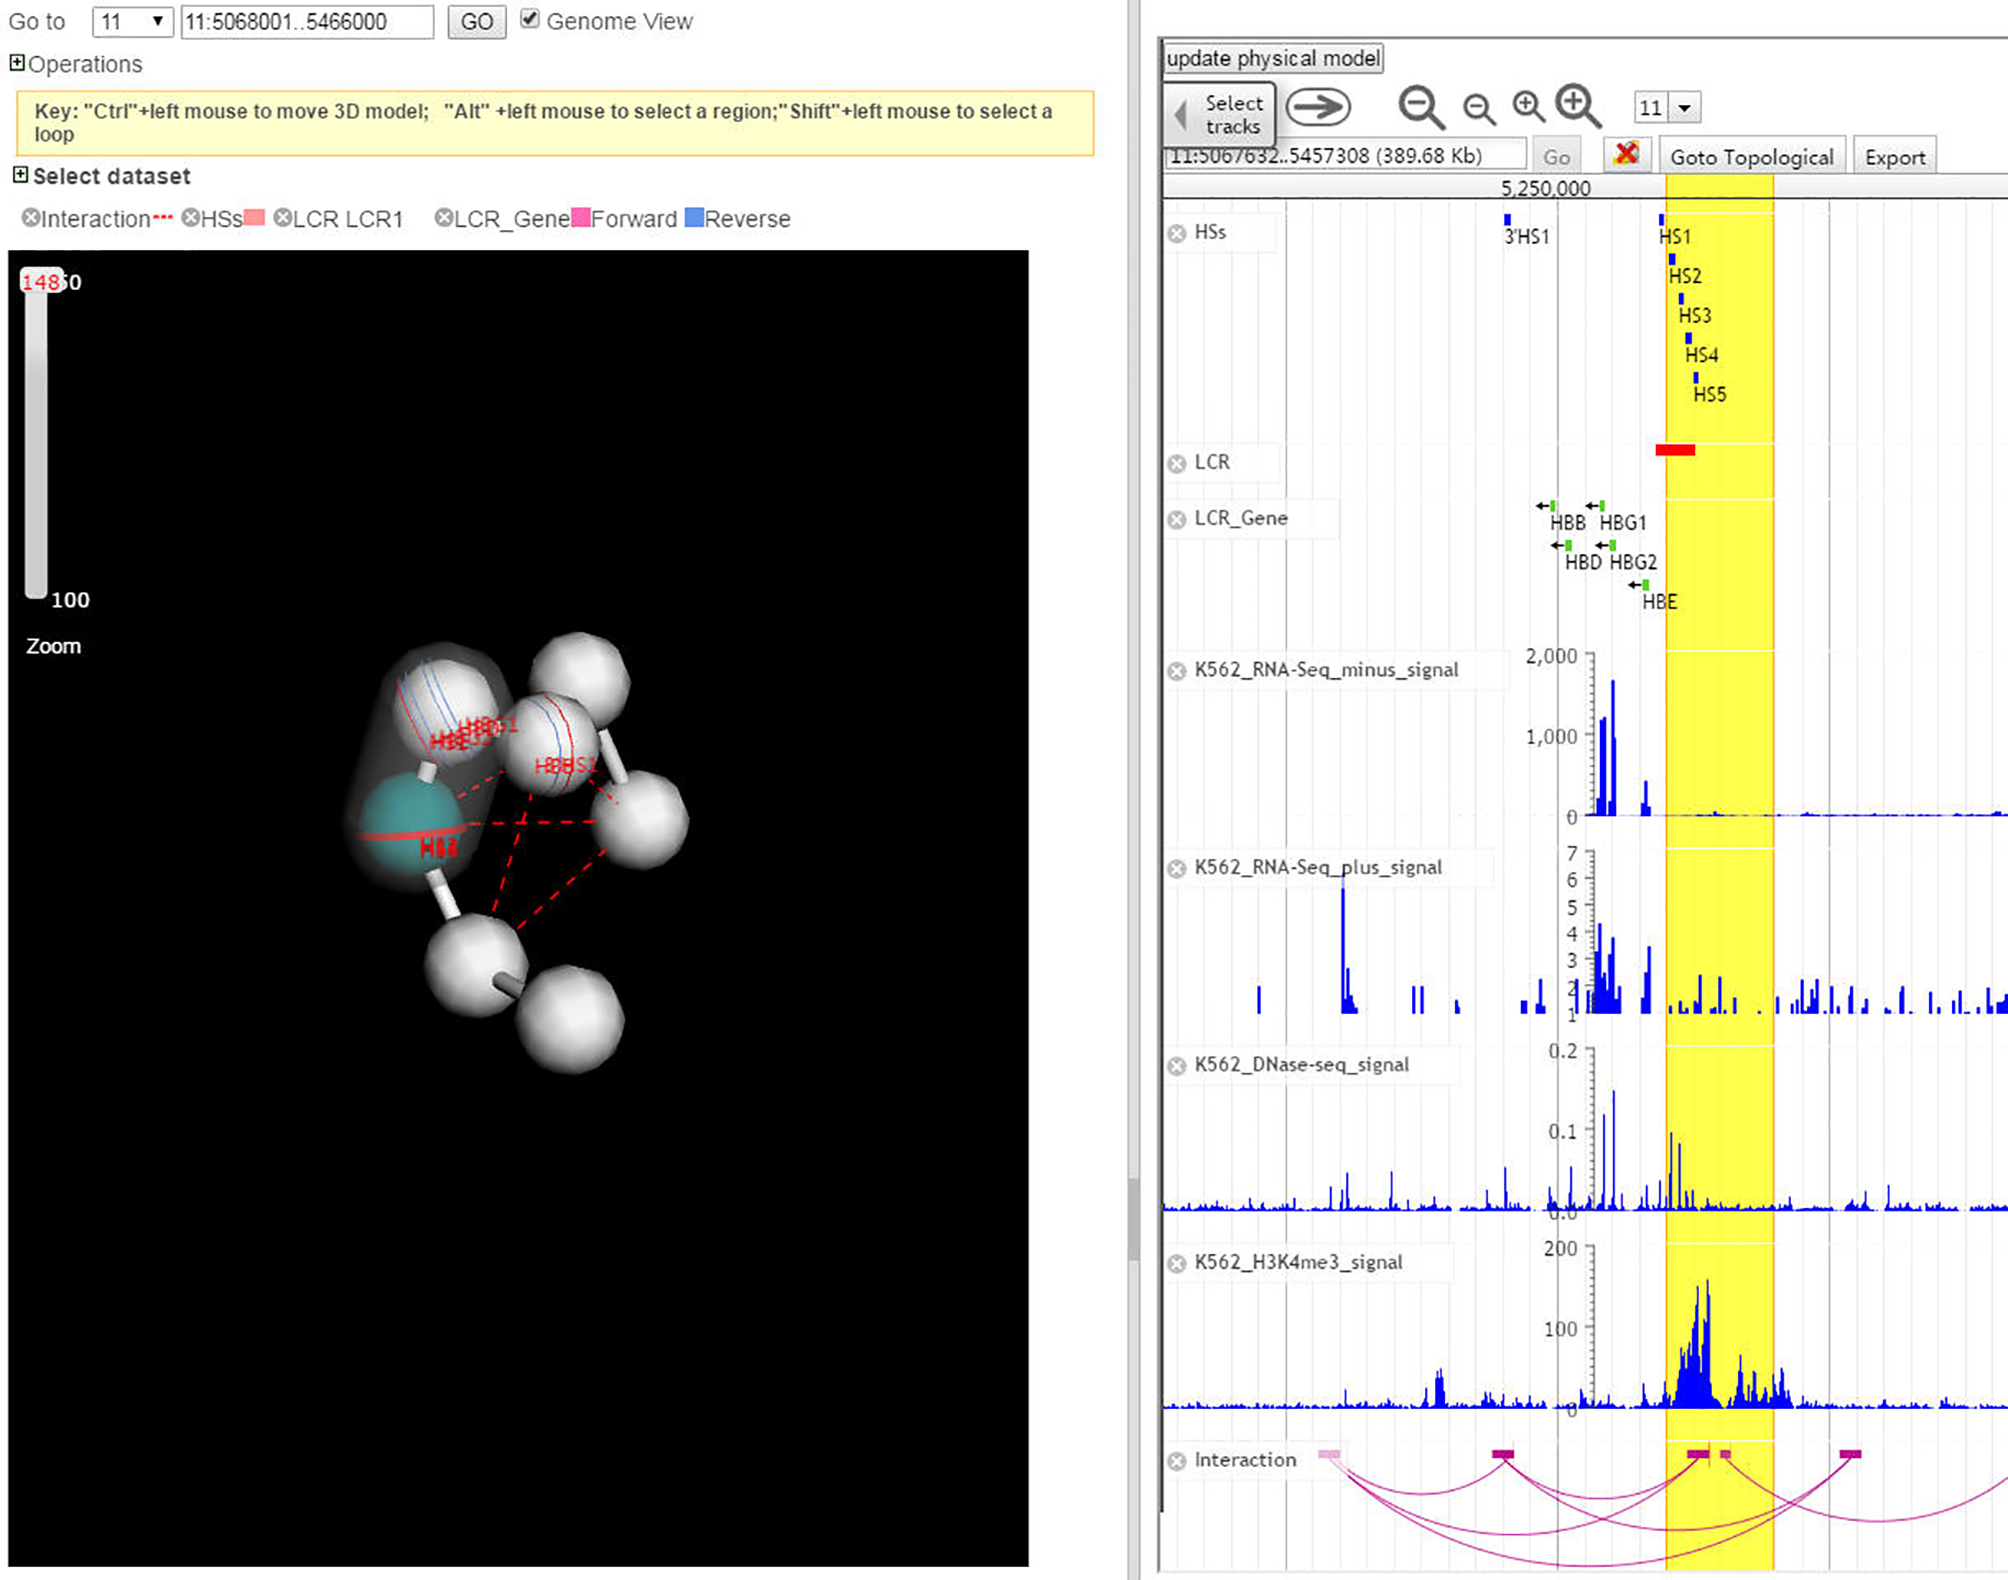 Go to 11 11:5068001..5466000 GO Genome View
Operations
Key: "Ctrl"+left mouse to move 3D model; "Alt" +left mouse to select a region;"Shift"+left mouse to select a
loop
Select dataset
Interaction HSs LCR LCR1 LCR_Gene Forward Reverse
148
100
Zoom
update physical model
Select
tracks
11
11:5067632..5457308 (389.68 Kb) Go Goto Topological Export
5,250,000
HSs
3'HS1 HS1
HS2
HS3
HS4
HS5
LCR
LCR_Gene
HBB HBG1
HBD HBG2
HBE
K562_RNA-Seq_minus_signal
2,000
1,000
0
K562_RNA-Seq_plus_signal
7
6
5
4
3
2
1
K562_DNase-seq_signal
0.2
0.1
0.0
K562_H3K4me3_signal
200
100
0
Interaction